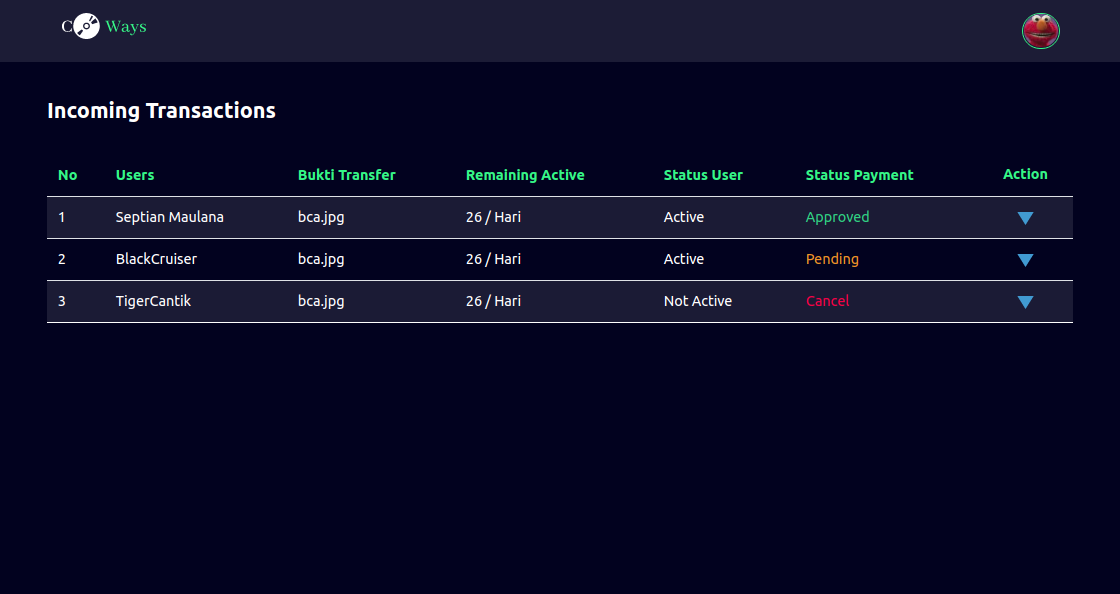 C Ways
Incoming Transactions
No Users Bukti Transfer Remaining Active Status User Status Payment Action
1 Septian Maulana bca.jpg 26 / Hari Active Approved
2 BlackCruiser bca.jpg 26 / Hari Active Pending
3 TigerCantik bca.jpg 26 / Hari Not Active Cancel